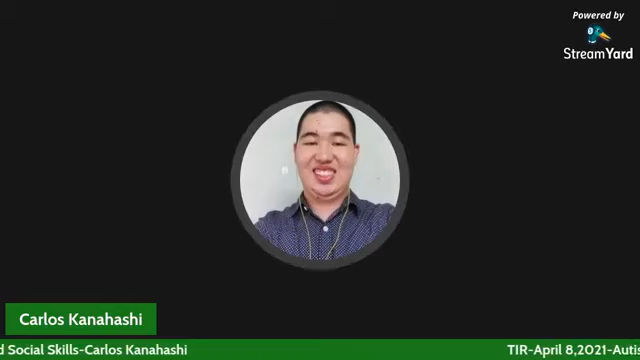 Powered by
StreamYard
Carlos Kanahashi
d Social Skills-Carlos Kanahashi
TIR-April 8,2021-Autis